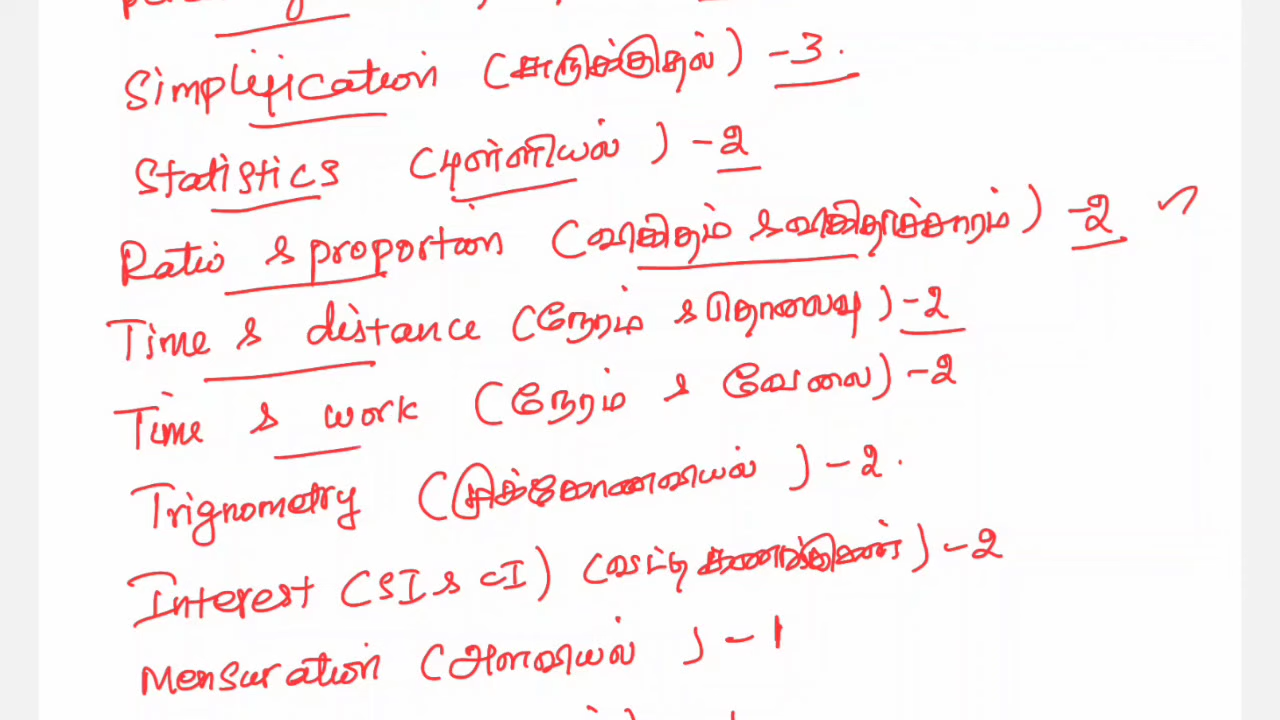 Simplification (சுருக்குதல்) -3.
Statistics (புள்ளியியல்) -2
Ratio & proportion (விகிதம் & விகிதாச்சாரம்) -2
Time & distance (நேரம் & தொலைவு) -2
Time & work (நேரம் & வேலை) -2
Trignometry (முக்கோணவியல்) -2.
Interest (SI & CI) (வட்டி கணக்குகள்) -2
Mensuration (அளவியல்) -1